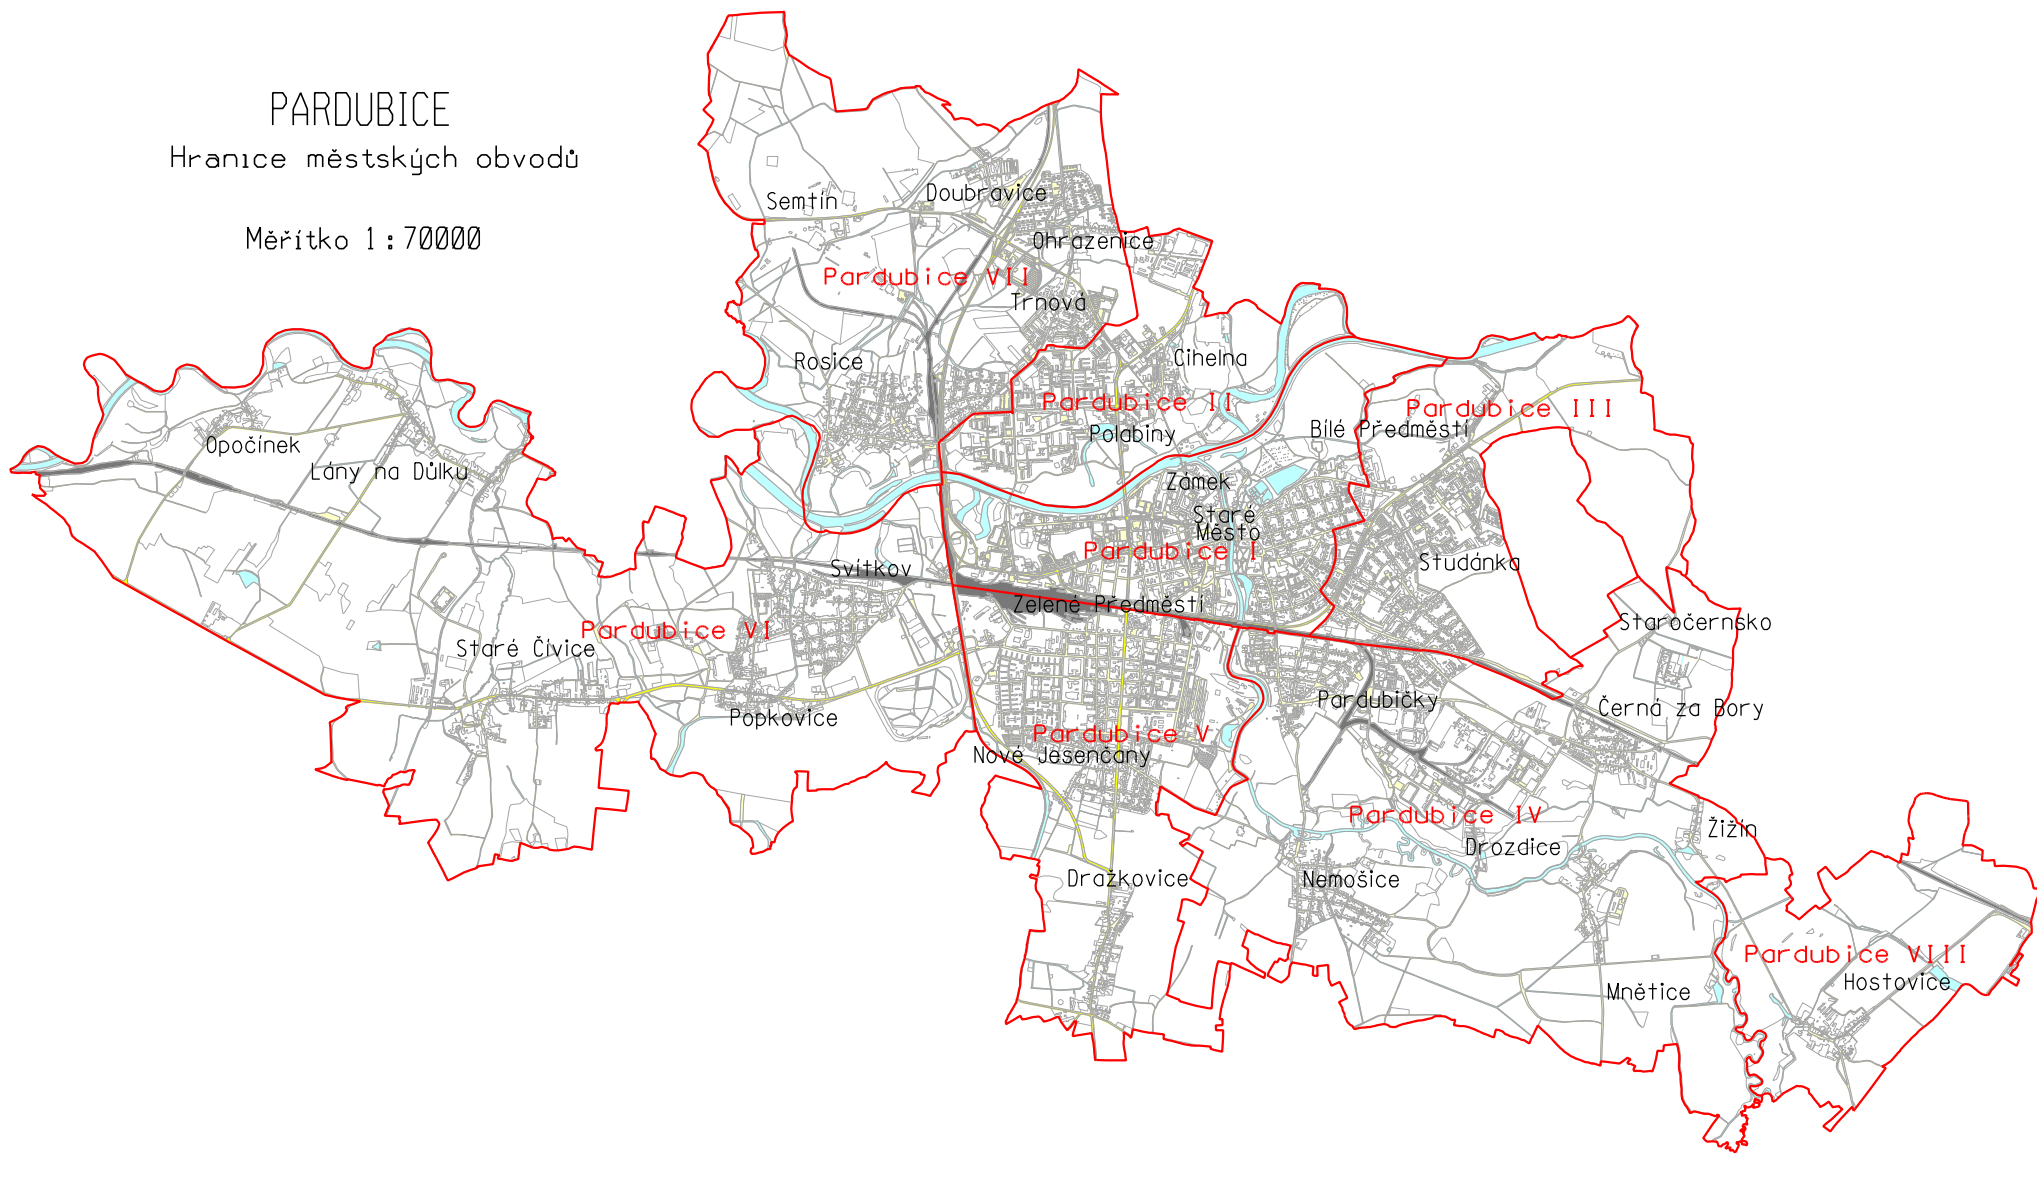 PARDUBICE
Hranice městských obvodů
Měřítko 1:70000
Semtín
Doubravice
Ohrazenice
Pardubice VII
Trnová
Rosice
Cihelna
Pardubice II
Pardubice III
Polabiny
Bílé Předměstí
Opočínek
Lány na Důlku
Zámek
Staré
Město
Pardubice I
Studánka
Svítkov
Zelené Předměstí
Staročernsko
Pardubice VI
Staré Čívice
Pardubičky
Černá za Bory
Popkovice
Pardubice V
Nové Jesenčany
Pardubice IV
Žižín
Drozdice
Dražkovice
Nemošice
Pardubice VIII
Hostovice
Mnětice